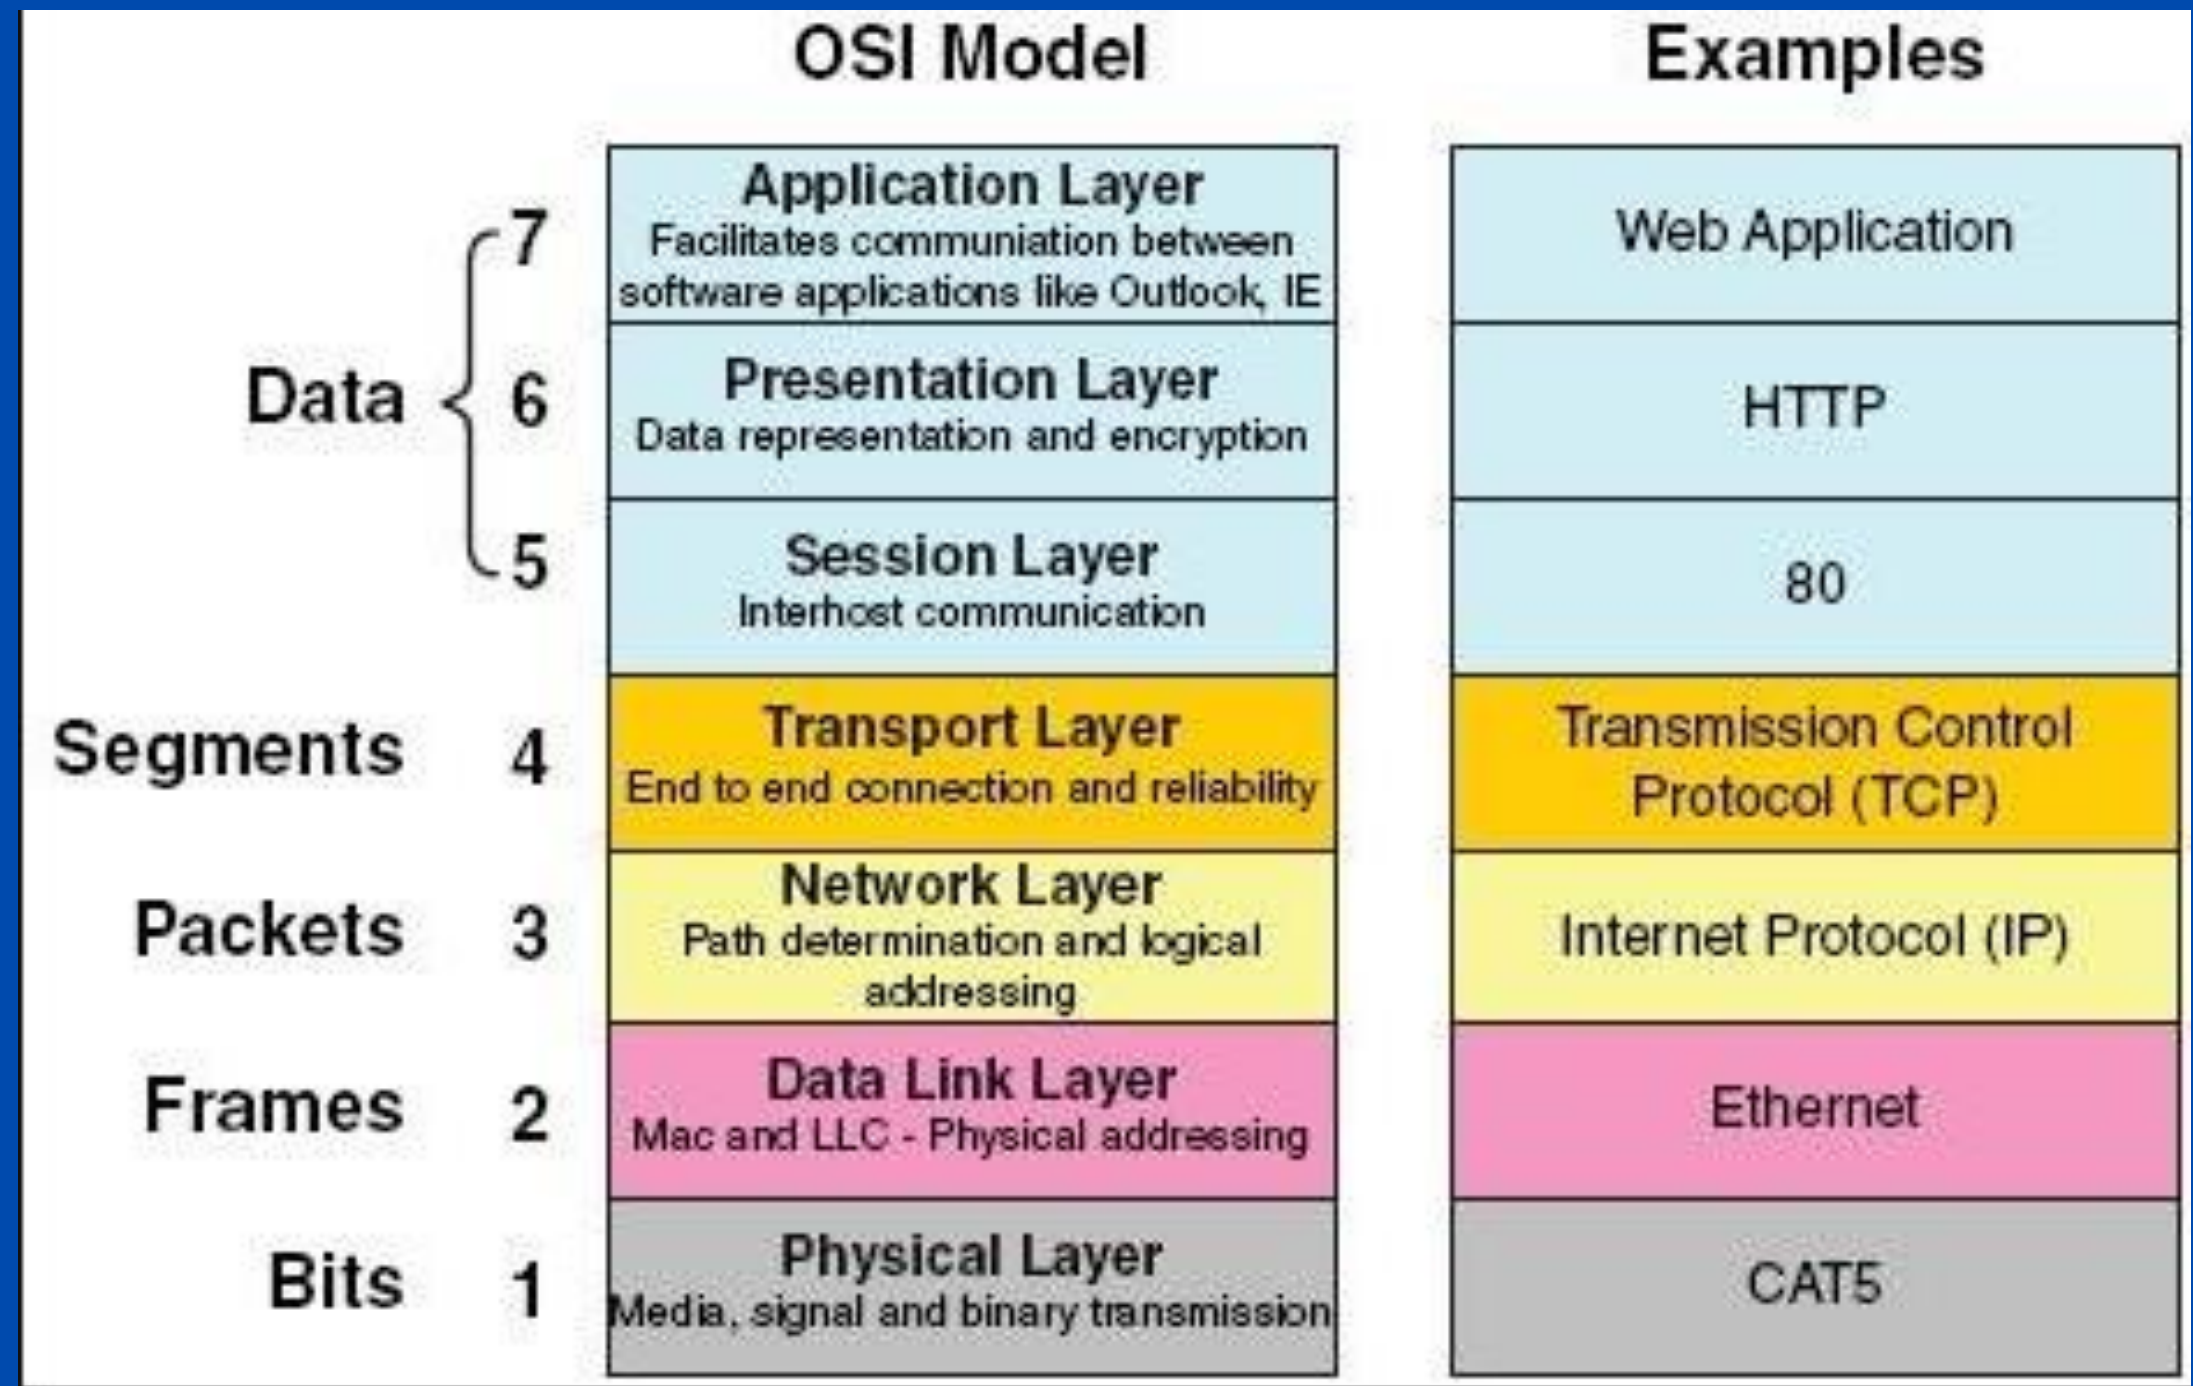 OSI Model
Examples
Data
7
Application Layer
Facilitates communiation between
software applications like Outlook, IE
Web Application
6
Presentation Layer
Data representation and encryption
HTTP
5
Session Layer
Interhost communication
80
Segments
4
Transport Layer
End to end connection and reliability
Transmission Control
Protocol (TCP)
Packets
3
Network Layer
Path determination and logical
addressing
Internet Protocol (IP)
Frames
2
Data Link Layer
Mac and LLC - Physical addressing
Ethernet
Bits
1
Physical Layer
Media, signal and binary transmission
CAT5